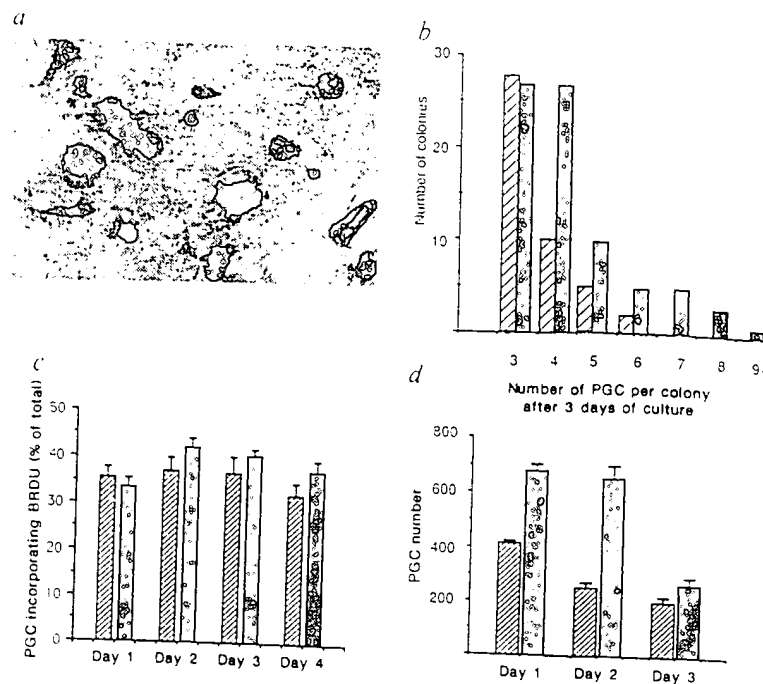 a
b
30
20
10
Number of colonies
3 4 5 6 7 8 9+
Number of PGC per colony
after 3 days of culture
c
50
40
30
20
10
0
PGC incorporating BRDU (% of total)
Day 1 Day 2 Day 3 Day 4
d
800
600
400
200
PGC number
Day 1 Day 2 Day 3